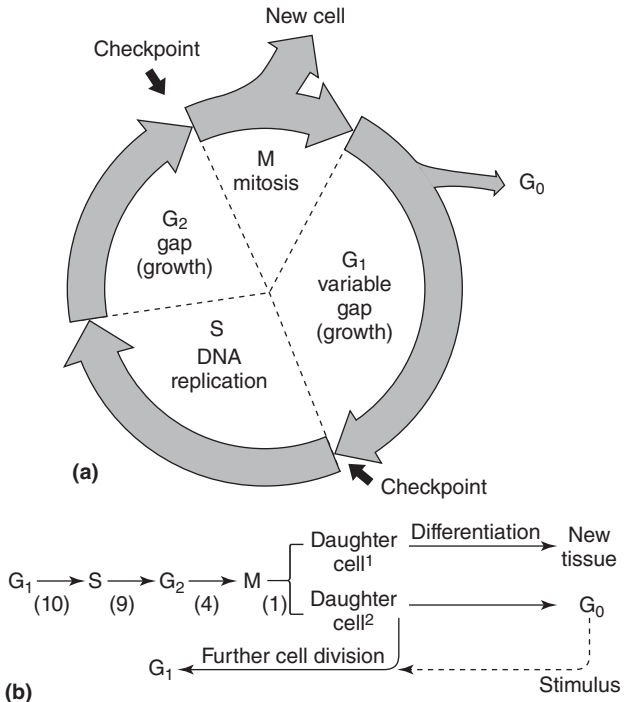 New cell
Checkpoint
M
mitosis
G₀
G₂
gap
(growth)
G₁
variable
gap
(growth)
S
DNA
replication
(a)
Checkpoint
Daughter
cell¹
Differentiation
New
tissue
G₁ S G₂ M
(10) (9) (4) (1)
Daughter
cell²
G₀
G₁
Further cell division
Stimulus
(b)